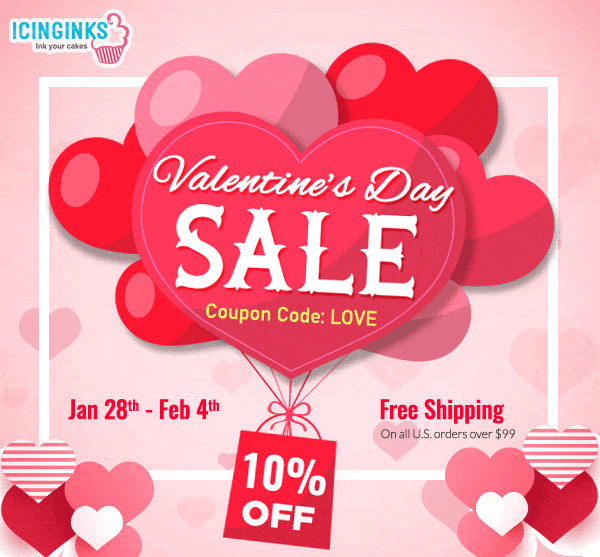 ICINGINKS™
Ink your cakes
Valentine's Day
SALE
Coupon Code: LOVE
Jan 28th - Feb 4th
Free Shipping
On all U.S. orders over $99
10%
OFF